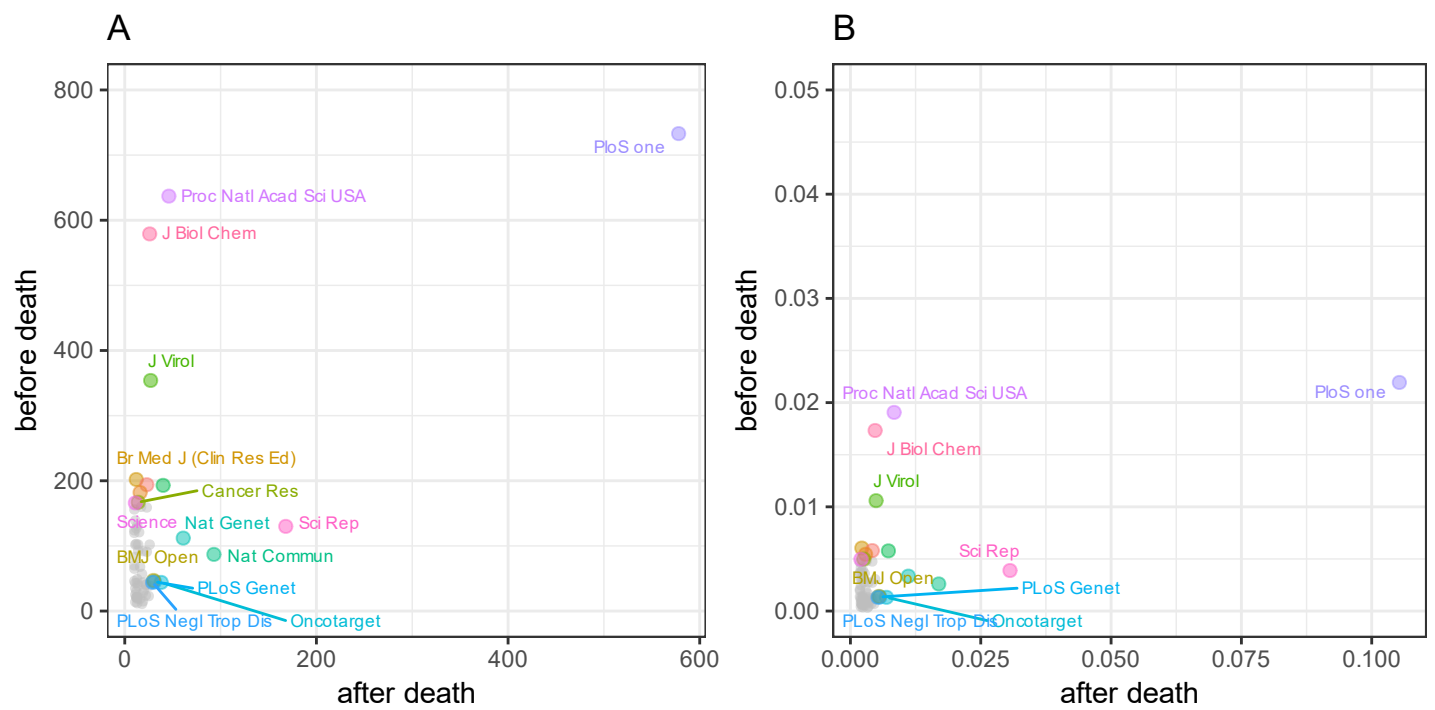 A
800
600
400
200
0
before death
PloS one
Proc Natl Acad Sci USA
J Biol Chem
J Virol
Br Med J (Clin Res Ed)
Cancer Res
Science
Nat Genet
Sci Rep
BMJ Open
Nat Commun
PLoS Genet
PLoS Negl Trop Dis
Oncotarget
0
200
400
600
after death
B
0.05
0.04
0.03
0.02
0.01
0.00
before death
PloS one
Proc Natl Acad Sci USA
J Biol Chem
J Virol
Sci Rep
BMJ Open
PLoS Genet
PLoS Negl Trop Dis
Oncotarget
0.000
0.025
0.050
0.075
0.100
after death